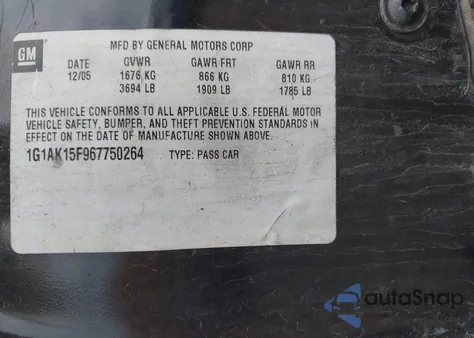 GM
MFD BY GENERAL MOTORS CORP
DATE GVWR GAWR FRT GAWR RR
12/05 1676 KG 866 KG 810 KG
3694 LB 1909 LB 1785 LB
THIS VEHICLE CONFORMS TO ALL APPLICABLE U.S. FEDERAL MOTOR
VEHICLE SAFETY, BUMPER, AND THEFT PREVENTION STANDARDS IN
EFFECT ON THE DATE OF MANUFACTURE SHOWN ABOVE.
1G1AK15F967750264 TYPE: PASS CAR
autoSnap